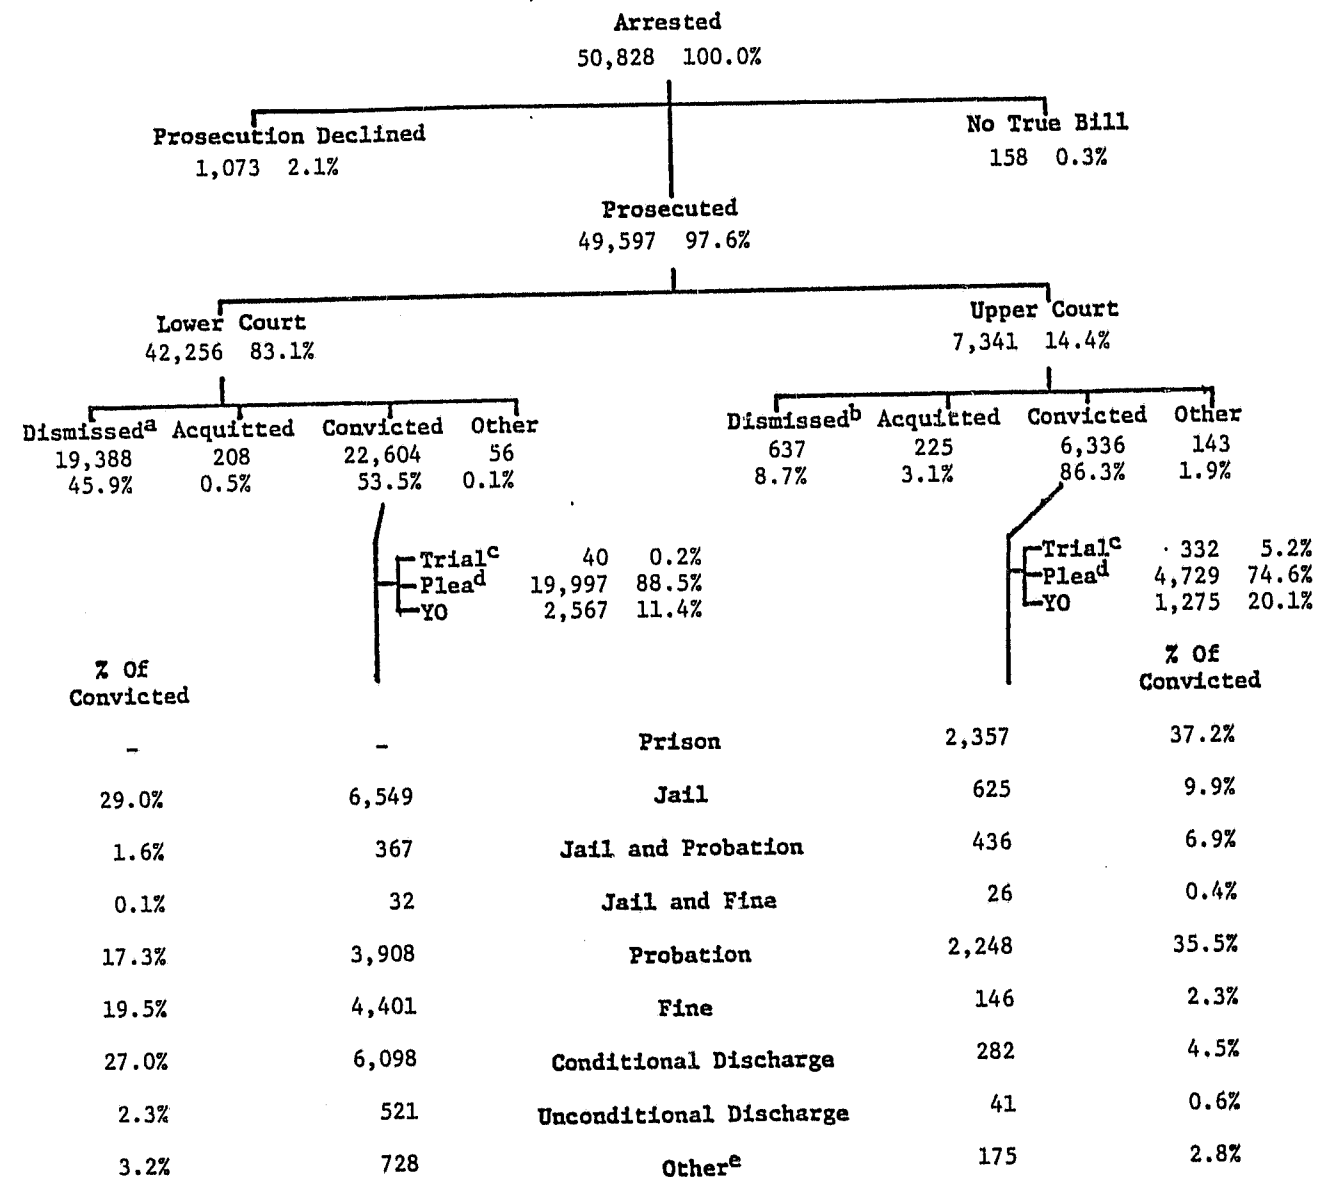 Arrested
50,828 100.0%
Prosecution Declined
1,073 2.1%
No True Bill
158 0.3%
Prosecuted
49,597 97.6%
Lower Court
42,256 83.1%
Upper Court
7,341 14.4%
Dismissedᵃ Acquitted Convicted Other
19,388 208 22,604 56
45.9% 0.5% 53.5% 0.1%
Dismissedᵇ Acquitted Convicted Other
637 225 6,336 143
8.7% 3.1% 86.3% 1.9%
Trialᶜ 40 0.2%
Pleaᵈ 19,997 88.5%
YO 2,567 11.4%
Trialᶜ 332 5.2%
Pleaᵈ 4,729 74.6%
YO 1,275 20.1%
% Of
Convicted
% Of
Convicted
– – Prison 2,357 37.2%
29.0% 6,549 Jail 625 9.9%
1.6% 367 Jail and Probation 436 6.9%
0.1% 32 Jail and Fine 26 0.4%
17.3% 3,908 Probation 2,248 35.5%
19.5% 4,401 Fine 146 2.3%
27.0% 6,098 Conditional Discharge 282 4.5%
2.3% 521 Unconditional Discharge 41 0.6%
3.2% 728 Otherᵉ 175 2.8%